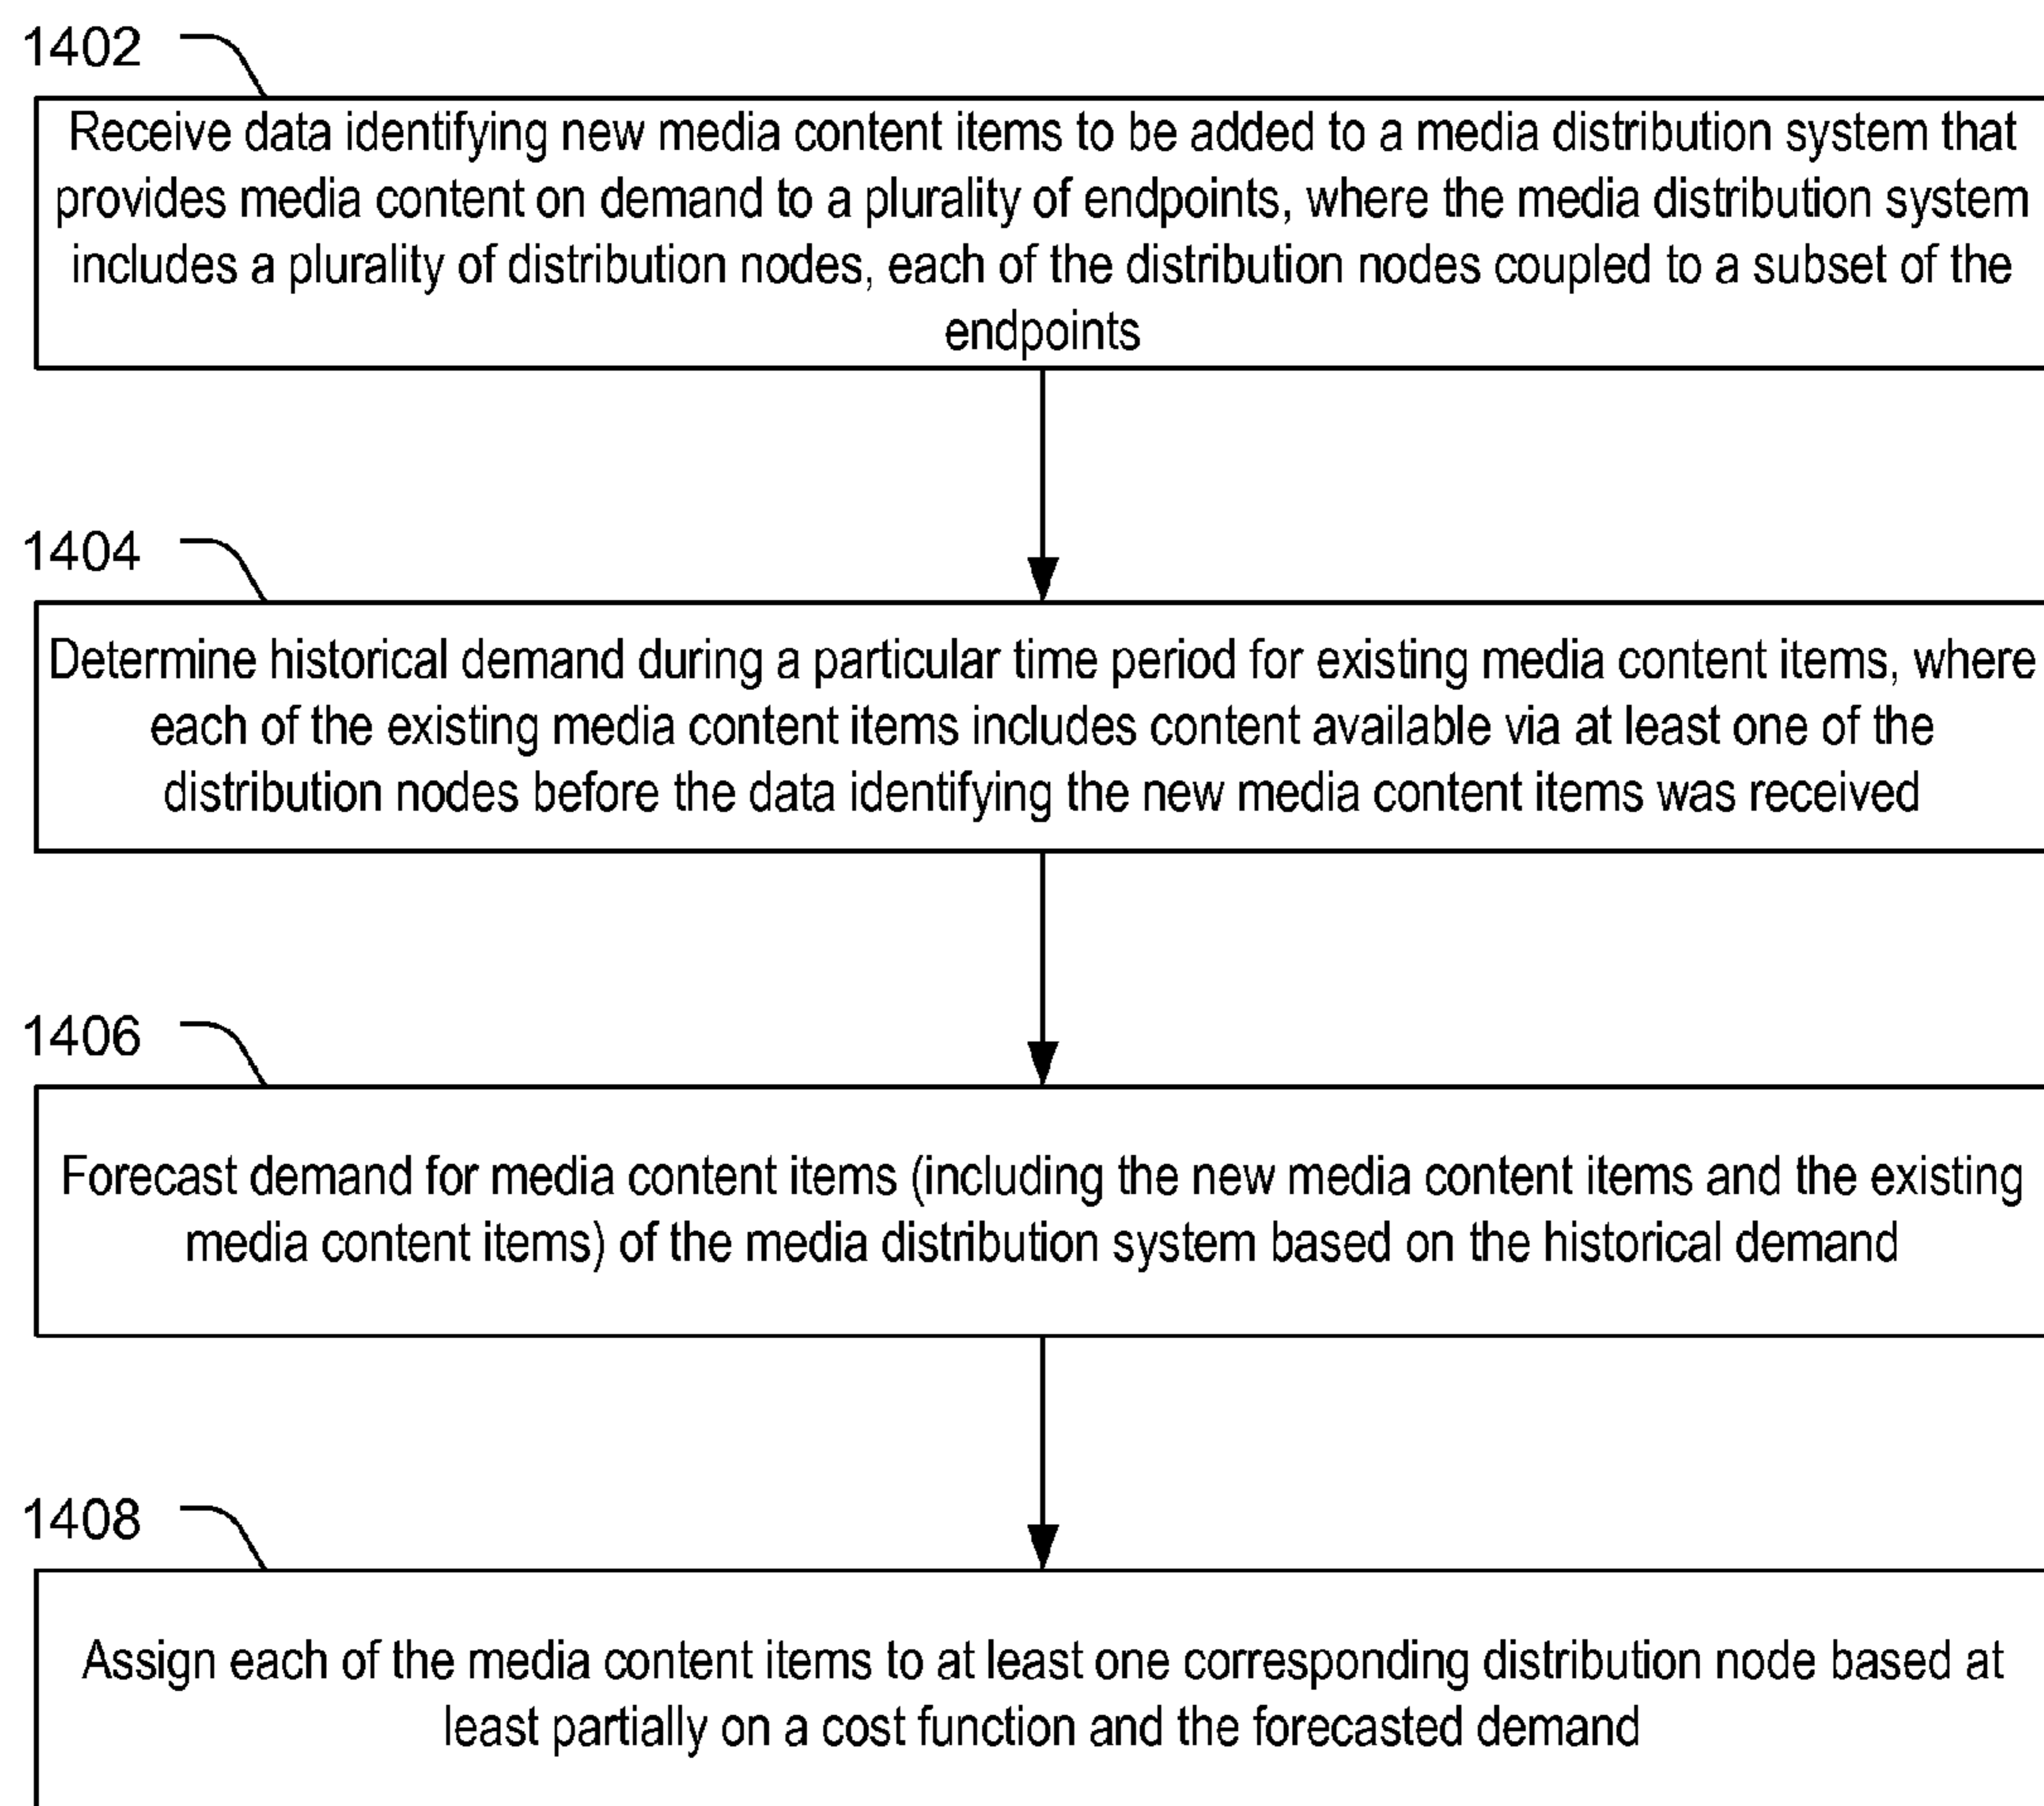 1402
Receive data identifying new media content items to be added to a media distribution system that
provides media content on demand to a plurality of endpoints, where the media distribution system
includes a plurality of distribution nodes, each of the distribution nodes coupled to a subset of the
endpoints
1404
Determine historical demand during a particular time period for existing media content items, where
each of the existing media content items includes content available via at least one of the
distribution nodes before the data identifying the new media content items was received
1406
Forecast demand for media content items (including the new media content items and the existing
media content items) of the media distribution system based on the historical demand
1408
Assign each of the media content items to at least one corresponding distribution node based at
least partially on a cost function and the forecasted demand